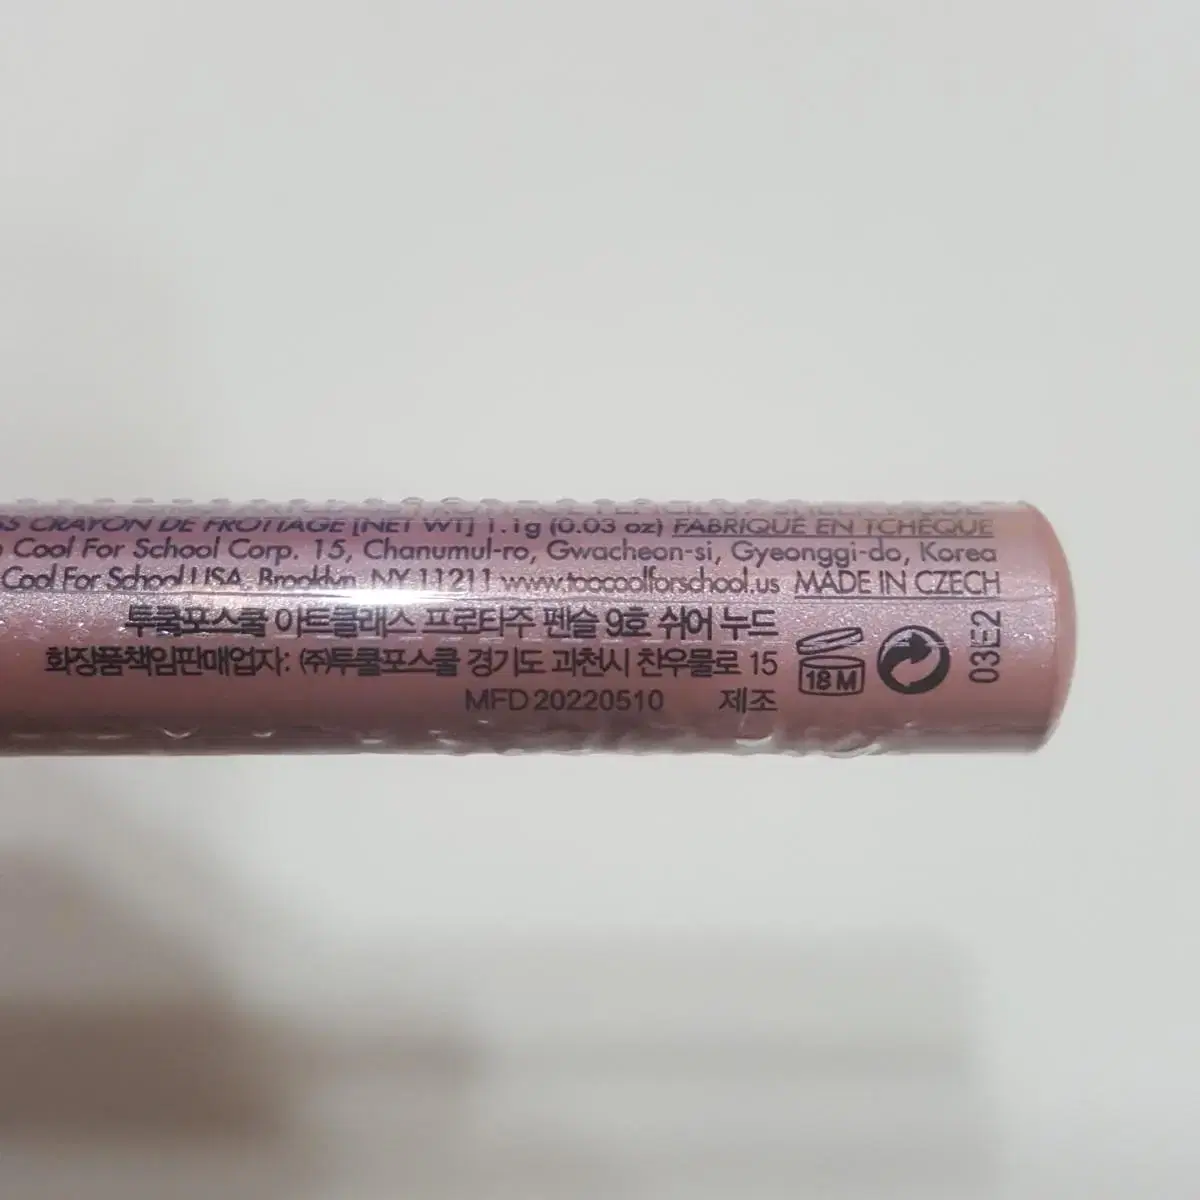 SS CRAYON DE FROTTAGE [NET WT] 1.1g (0.03 oz) FABRIQUÉ EN TCHÈQUE
Cool For School Corp. 15, Chanumul-ro, Gwacheon-si, Gyeonggi-do, Korea
Cool For School USA, Brooklyn, NY 11211 www.toocoolforschool.us MADE IN CZECH
투쿨포스쿨 아트클래스 프로타주 펜슬 9호 쉬어 누드
화장품책임판매업자: ㈜투쿨포스쿨 경기도 과천시 찬우물로 15
MFD 20220510 제조
18 M
03E2